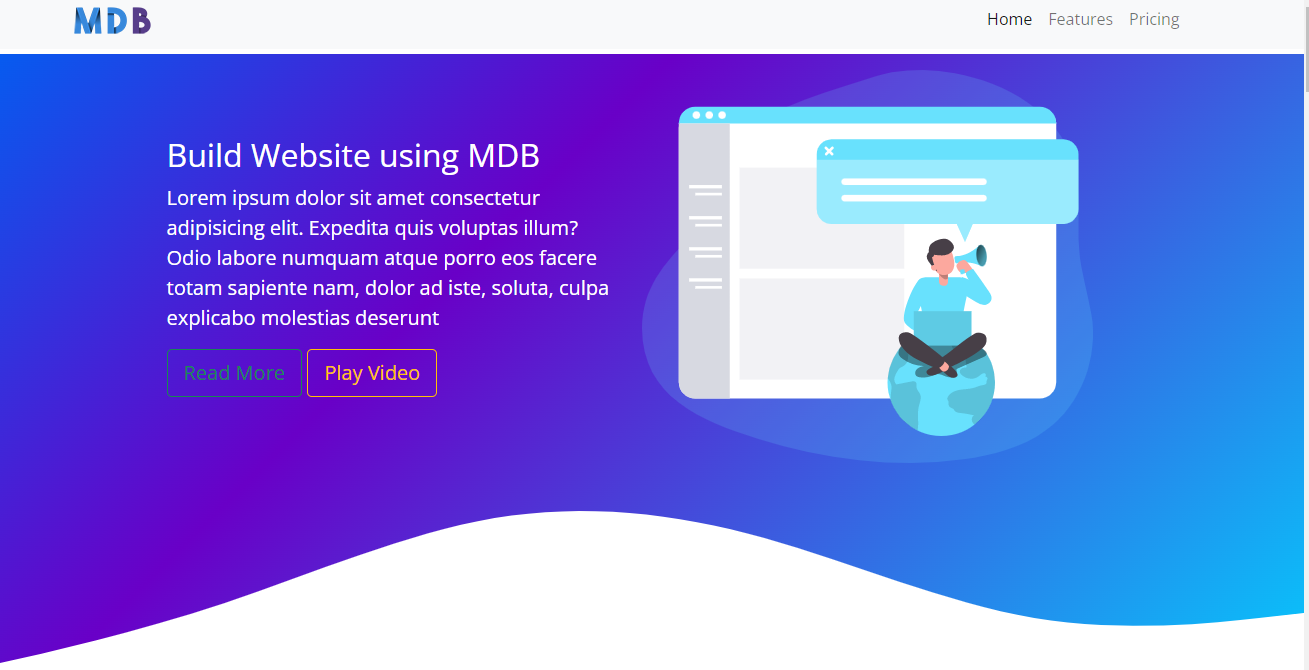 MDB
Home Features Pricing
Build Website using MDB
Lorem ipsum dolor sit amet consectetur
adipisicing elit. Expedita quis voluptas illum?
Odio labore numquam atque porro eos facere
totam sapiente nam, dolor ad iste, soluta, culpa
explicabo molestias deserunt
Read More Play Video